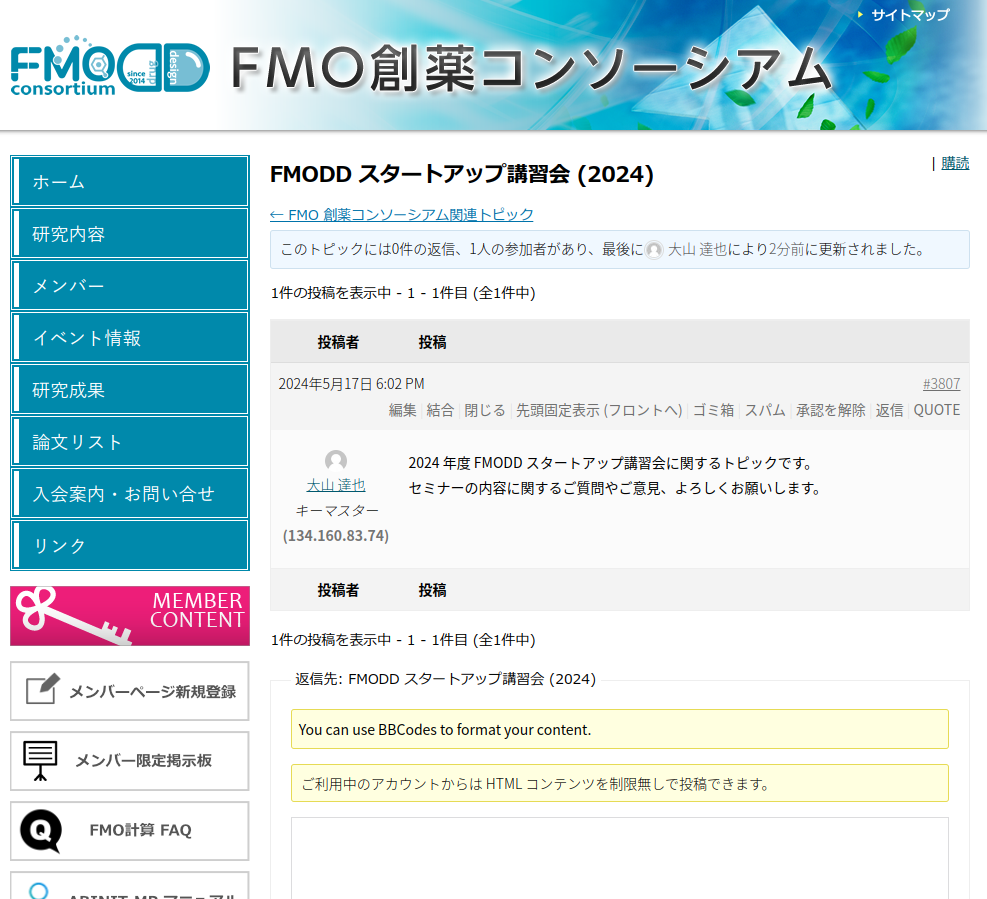 サイトマップ
FMODD
consortium
since
2014
drug
design
FMO創薬コンソーシアム
ホーム
研究内容
メンバー
イベント情報
研究成果
論文リスト
入会案内・お問い合せ
リンク
MEMBER
CONTENT
メンバーページ新規登録
メンバー限定掲示板
FMO計算 FAQ
FMODD スタートアップ講習会 (2024)
| 購読
← FMO 創薬コンソーシアム関連トピック
このトピックには0件の返信、1人の参加者があり、最後に 大山 達也により2分前に更新されました。
1件の投稿を表示中 - 1 - 1件目 (全1件中)
投稿者 投稿
2024年5月17日 6:02 PM #3807
編集 | 結合 | 閉じる | 先頭固定表示 (フロントへ) | ゴミ箱 | スパム | 承認を解除 | 返信 | QUOTE
大山 達也
キーマスター
(134.160.83.74)
2024 年度 FMODD スタートアップ講習会に関するトピックです。
セミナーの内容に関するご質問やご意見、よろしくお願いします。
投稿者 投稿
1件の投稿を表示中 - 1 - 1件目 (全1件中)
返信先: FMODD スタートアップ講習会 (2024)
You can use BBCodes to format your content.
ご利用中のアカウントからは HTML コンテンツを制限無しで投稿できます。